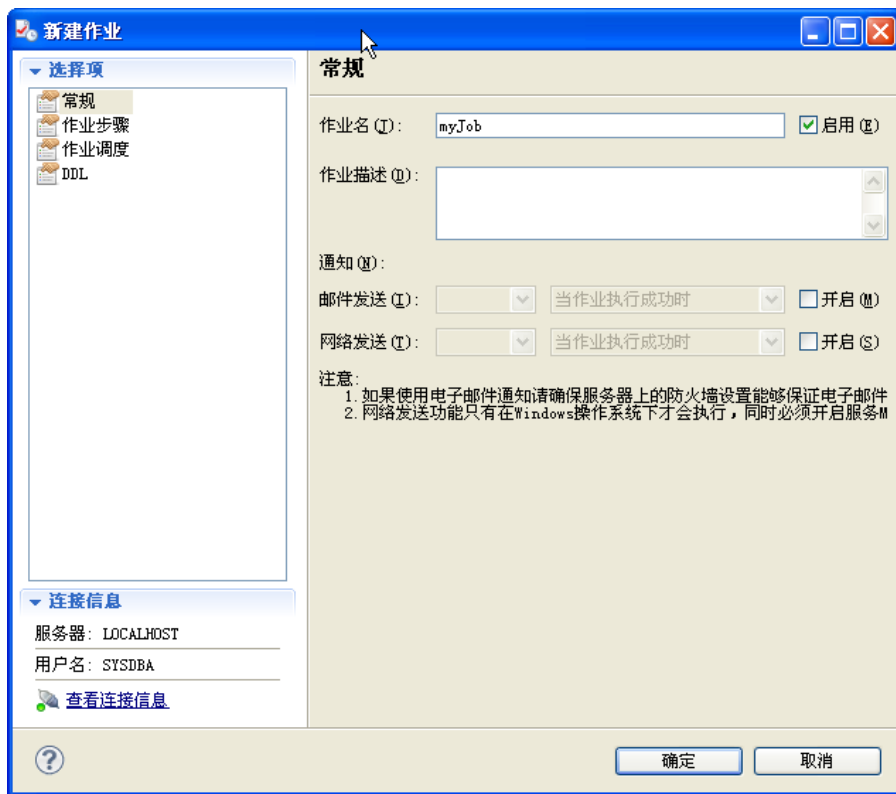 新建作业
选择项
常规
作业步骤
作业调度
DDL
连接信息
服务器: LOCALHOST
用户名: SYSDBA
查看连接信息
常规
作业名(J): myJob 启用(E)
作业描述(D):
通知(N):
邮件发送(I): 当作业执行成功时 开启(M)
网络发送(T): 当作业执行成功时 开启(S)
注意:
1.如果使用电子邮件通知请确保服务器上的防火墙设置能够保证电子邮件
2.网络发送功能只有在Windows操作系统下才会执行,同时必须开启服务M
确定 取消